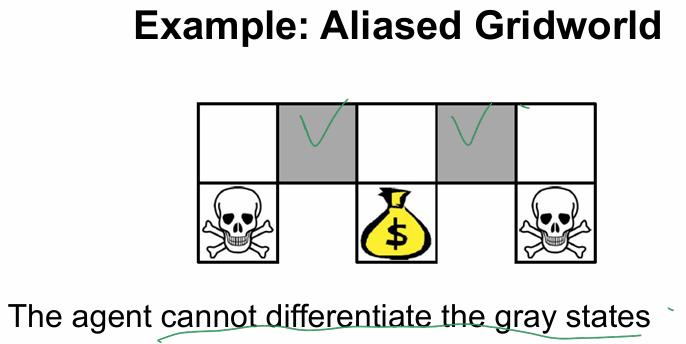 Example: Aliased Gridworld
$
The agent cannot differentiate the gray states